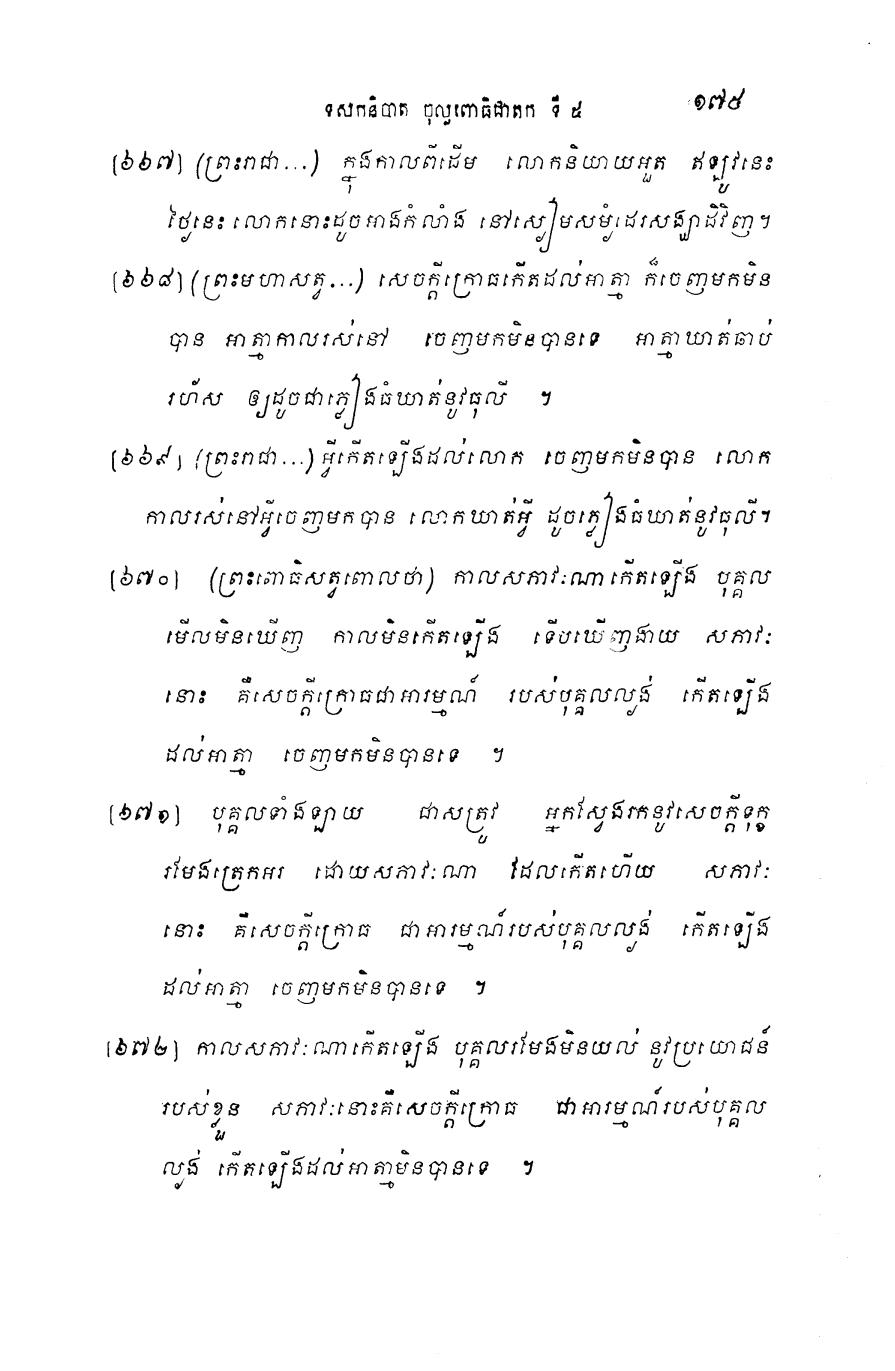 ទសកនិបាត ចុល្លពោធិជាតក ទី ៥ ១៧៥
[៦៦៧] (ព្រះរាជា...) ក្នុងកាលពីដើម លោកនិយាយអួត ឥឡូវនេះ
ថ្ងៃនេះ លោកនោះដូចអាងកំលាំង នៅស្ងៀមសម្ងំដេរសង្ឃាដិវិញ។
[៦៦៨] (ព្រះមហាសត្វ...) សេចក្តីក្រោធកើតដល់អាត្មា ក៏ចេញមកមិន
បាន អាត្មាកាលរស់នៅ ចេញមកមិនបានទេ អាត្មាឃាត់ឆាប់
រហ័ស ឲ្យដូចជាភ្លៀងធំឃាត់នូវធុលី ។
[៦៦៩] (ព្រះរាជា...) អ្វីកើតឡើងដល់លោក ចេញមកមិនបាន លោក
កាលរស់នៅអ្វីចេញមកបាន លោកឃាត់អ្វី ដូចភ្លៀងធំឃាត់នូវធុលី។
[៦៧០] (ព្រះពោធិសត្វពោលថា) កាលសភាវៈណាកើតឡើង បុគ្គល
មើលមិនឃើញ កាលមិនកើតឡើង ទើបឃើញងាយ សភាវៈ
នោះ គឺសេចក្តីក្រោធជាអារម្មណ៍ របស់បុគ្គលល្ងង់ កើតឡើង
ដល់អាត្មា ចេញមកមិនបានទេ ។
[៦៧១] បុគ្គលទាំងឡាយ ជាសត្រូវ អ្នកស្វែងរកនូវសេចក្តីទុក្ខ
រមែងត្រេកអរ ដោយសភាវៈណា ដែលកើតហើយ សភាវៈ
នោះ គឺសេចក្តីក្រោធ ជាអារម្មណ៍របស់បុគ្គលល្ងង់ កើតឡើង
ដល់អាត្មា ចេញមកមិនបានទេ ។
[៦៧២] កាលសភាវៈណាកើតឡើង បុគ្គលរមែងមិនយល់ នូវប្រយោជន៍
របស់ខ្លួន សភាវៈនោះគឺសេចក្តីក្រោធ ជាអារម្មណ៍របស់បុគ្គល
ល្ងង់ កើតឡើងដល់អាត្មាមិនបានទេ ។